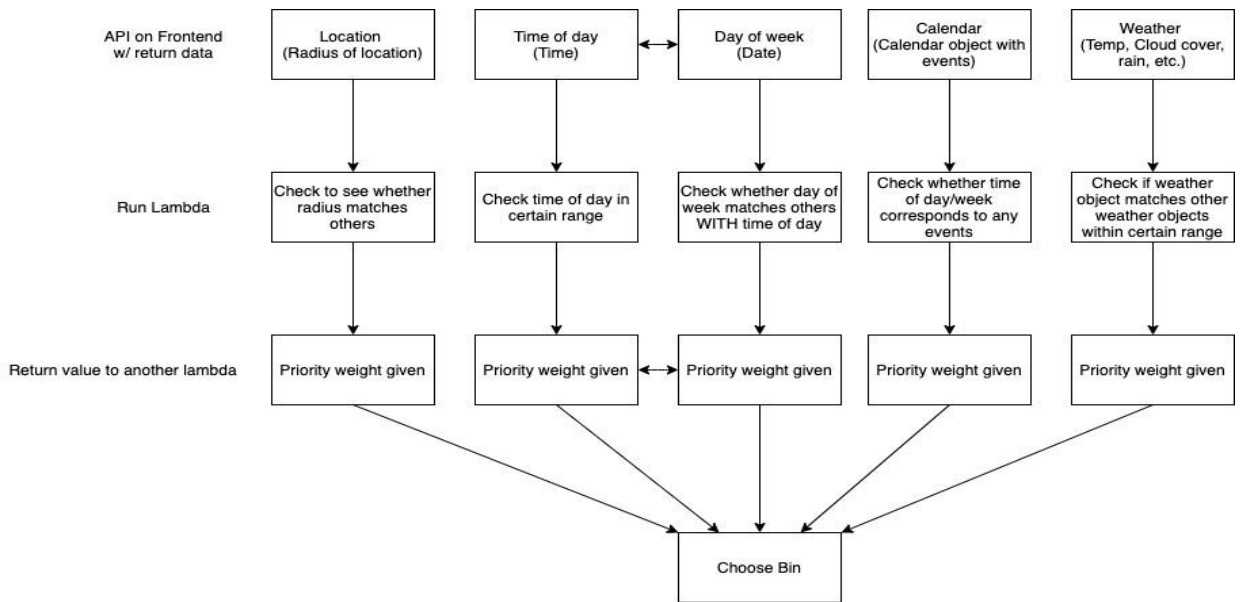 API on Frontend
w/ return data
Location
(Radius of location)
Time of day
(Time)
Day of week
(Date)
Calendar
(Calendar object with
events)
Weather
(Temp, Cloud cover,
rain, etc.)
Run Lambda
Check to see whether
radius matches
others
Check time of day in
certain range
Check whether day of
week matches others
WITH time of day
Check whether time
of day/week
corresponds to any
events
Check if weather
object matches other
weather objects
within certain range
Return value to another lambda
Priority weight given
Priority weight given
Priority weight given
Priority weight given
Priority weight given
Choose Bin